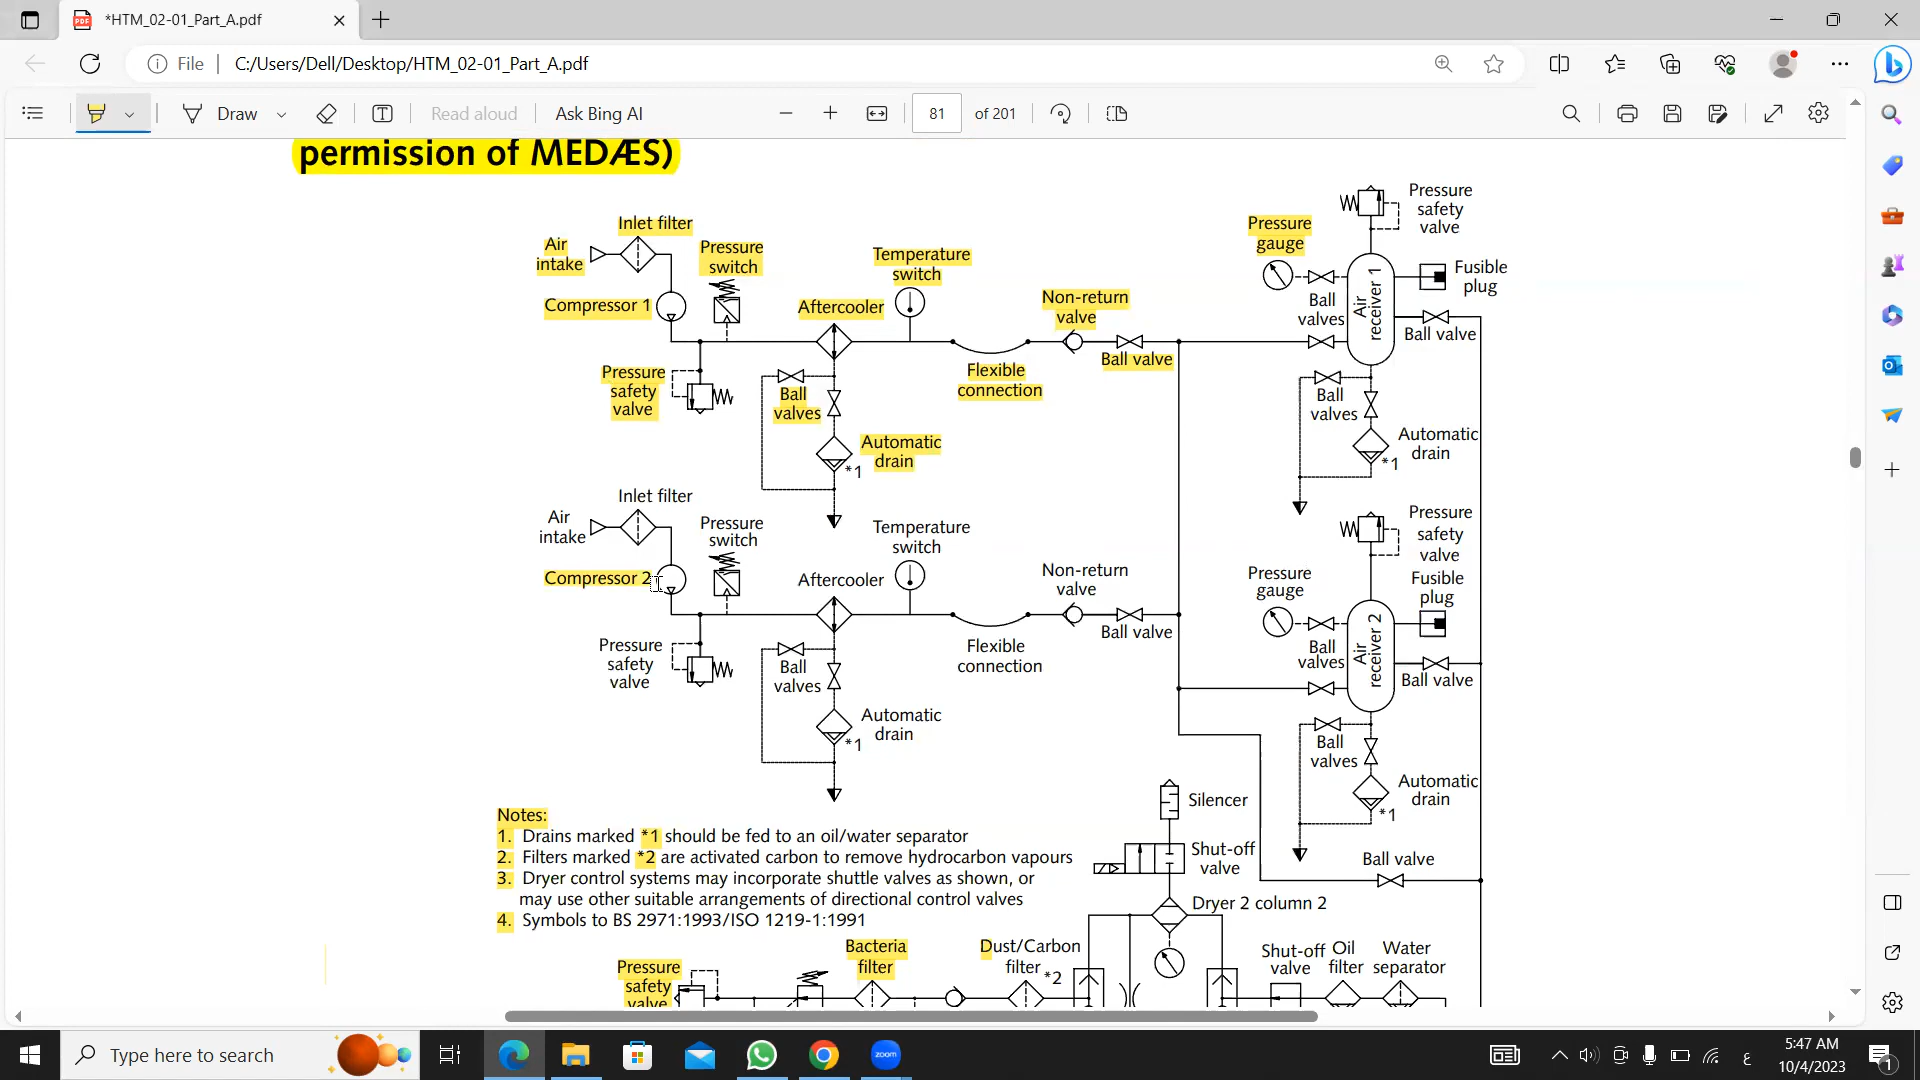 *HTM_02-01_Part_A.pdf
File
C:/Users/Dell/Desktop/HTM_02-01_Part_A.pdf
Draw
Read aloud
Ask Bing AI
81
of 201
permission of MEDÆS)
Air
intake
Inlet filter
Compressor 1
Pressure
switch
Pressure
safety
valve
Aftercooler
Temperature
switch
Ball
valves
Automatic
drain
*1
Flexible
connection
Non-return
valve
Ball valve
Pressure
gauge
Ball
valves
Pressure
safety
valve
Air
receiver 1
Fusible
plug
Ball valve
Ball
valves
Automatic
drain
*1
Inlet filter
Air
intake
Compressor 2
Pressure
switch
Pressure
safety
valve
Aftercooler
Temperature
switch
Ball
valves
Automatic
drain
*1
Flexible
connection
Non-return
valve
Ball valve
Pressure
gauge
Ball
valves
Pressure
safety
valve
Air
receiver 2
Fusible
plug
Ball valve
Ball
valves
Automatic
drain
*1
Ball valve
Silencer
Shut-off
valve
Dryer 2 column 2
Notes:
1. Drains marked *1 should be fed to an oil/water separator
2. Filters marked *2 are activated carbon to remove hydrocarbon vapours
3. Dryer control systems may incorporate shuttle valves as shown, or
may use other suitable arrangements of directional control valves
4. Symbols to BS 2971:1993/ISO 1219-1:1991
Pressure
safety
valve
Bacteria
filter
Dust/Carbon
filter *2
Shut-off
valve
Oil
filter
Water
separator
Type here to search
zoom
ع
5:47 AM
10/4/2023
1